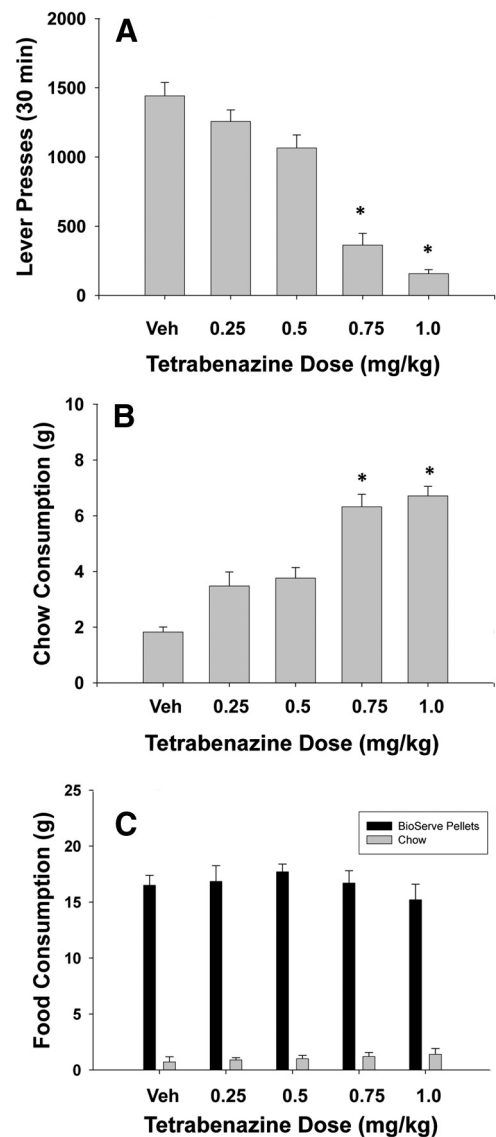 A
Lever Presses (30 min)
2000
1500
1000
500
0
*
*
Veh 0.25 0.5 0.75 1.0
Tetrabenazine Dose (mg/kg)
B
Chow Consumption (g)
10
8
6
4
2
0
*
*
Veh 0.25 0.5 0.75 1.0
Tetrabenazine Dose (mg/kg)
C
Food Consumption (g)
25
20
15
10
5
0
BioServe Pellets
Chow
Veh 0.25 0.5 0.75 1.0
Tetrabenazine Dose (mg/kg)